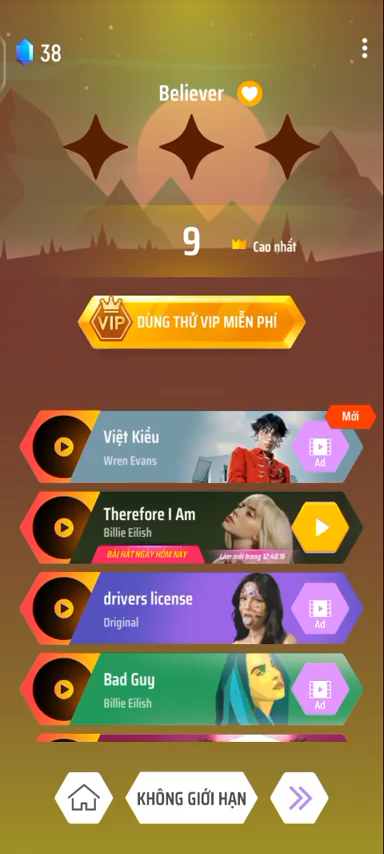 38
Believer
9
Cao nhất
VIP
DÙNG THỬ VIP MIỄN PHÍ
Mới
Việt Kiều
Wren Evans
Ad
Therefore I Am
Billie Eilish
BÀI HÁT NGÀY HÔM NAY
Làm mới trong 12:48:15
drivers license
Original
Ad
Bad Guy
Billie Eilish
Ad
KHÔNG GIỚI HẠN